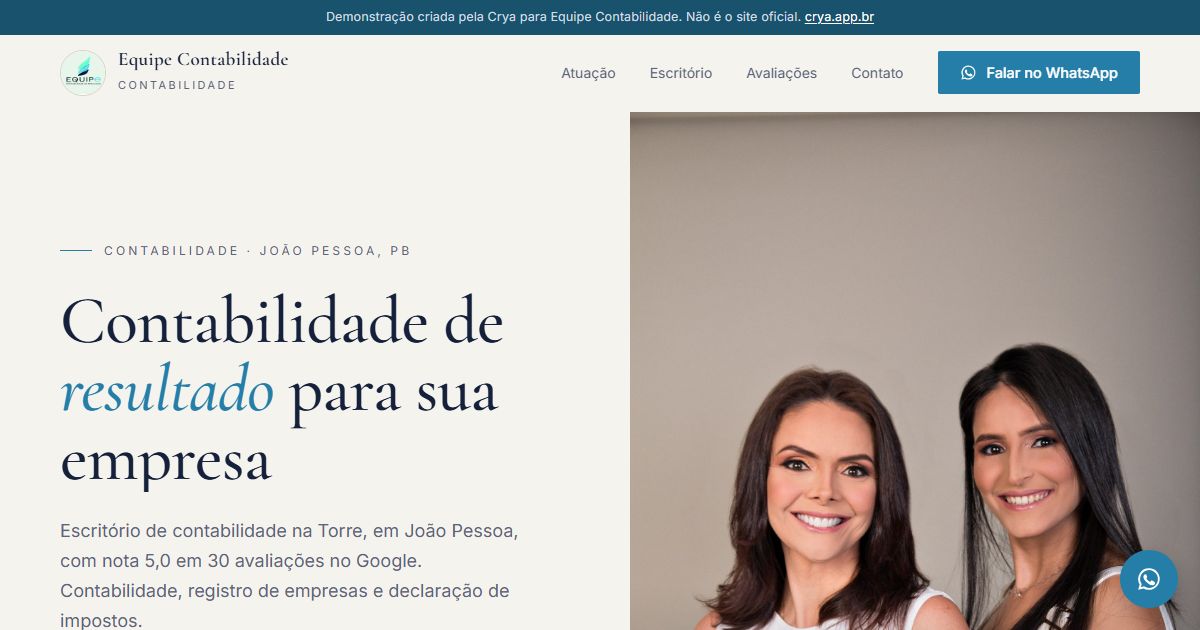 Demonstração criada pela Crya para Equipe Contabilidade. Não é o site oficial. crya.app.br
EQUIPE
Equipe Contabilidade
CONTABILIDADE
Atuação
Escritório
Avaliações
Contato
Falar no WhatsApp
CONTABILIDADE · JOÃO PESSOA, PB
Contabilidade de
resultado para sua
empresa
Escritório de contabilidade na Torre, em João Pessoa,
com nota 5,0 em 30 avaliações no Google.
Contabilidade, registro de empresas e declaração de
impostos.